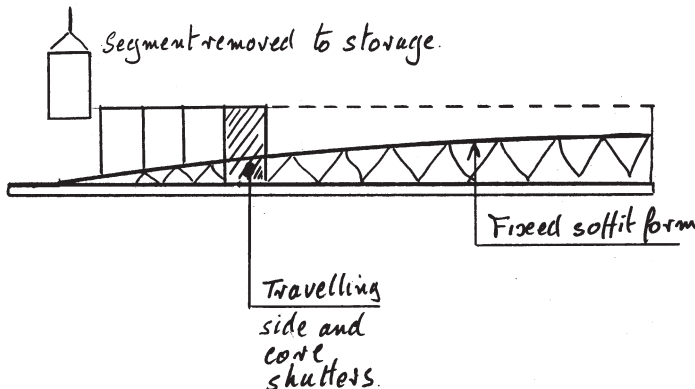 Segment removed to storage.
Fixed soffit form
Travelling
side and
core
shutters.